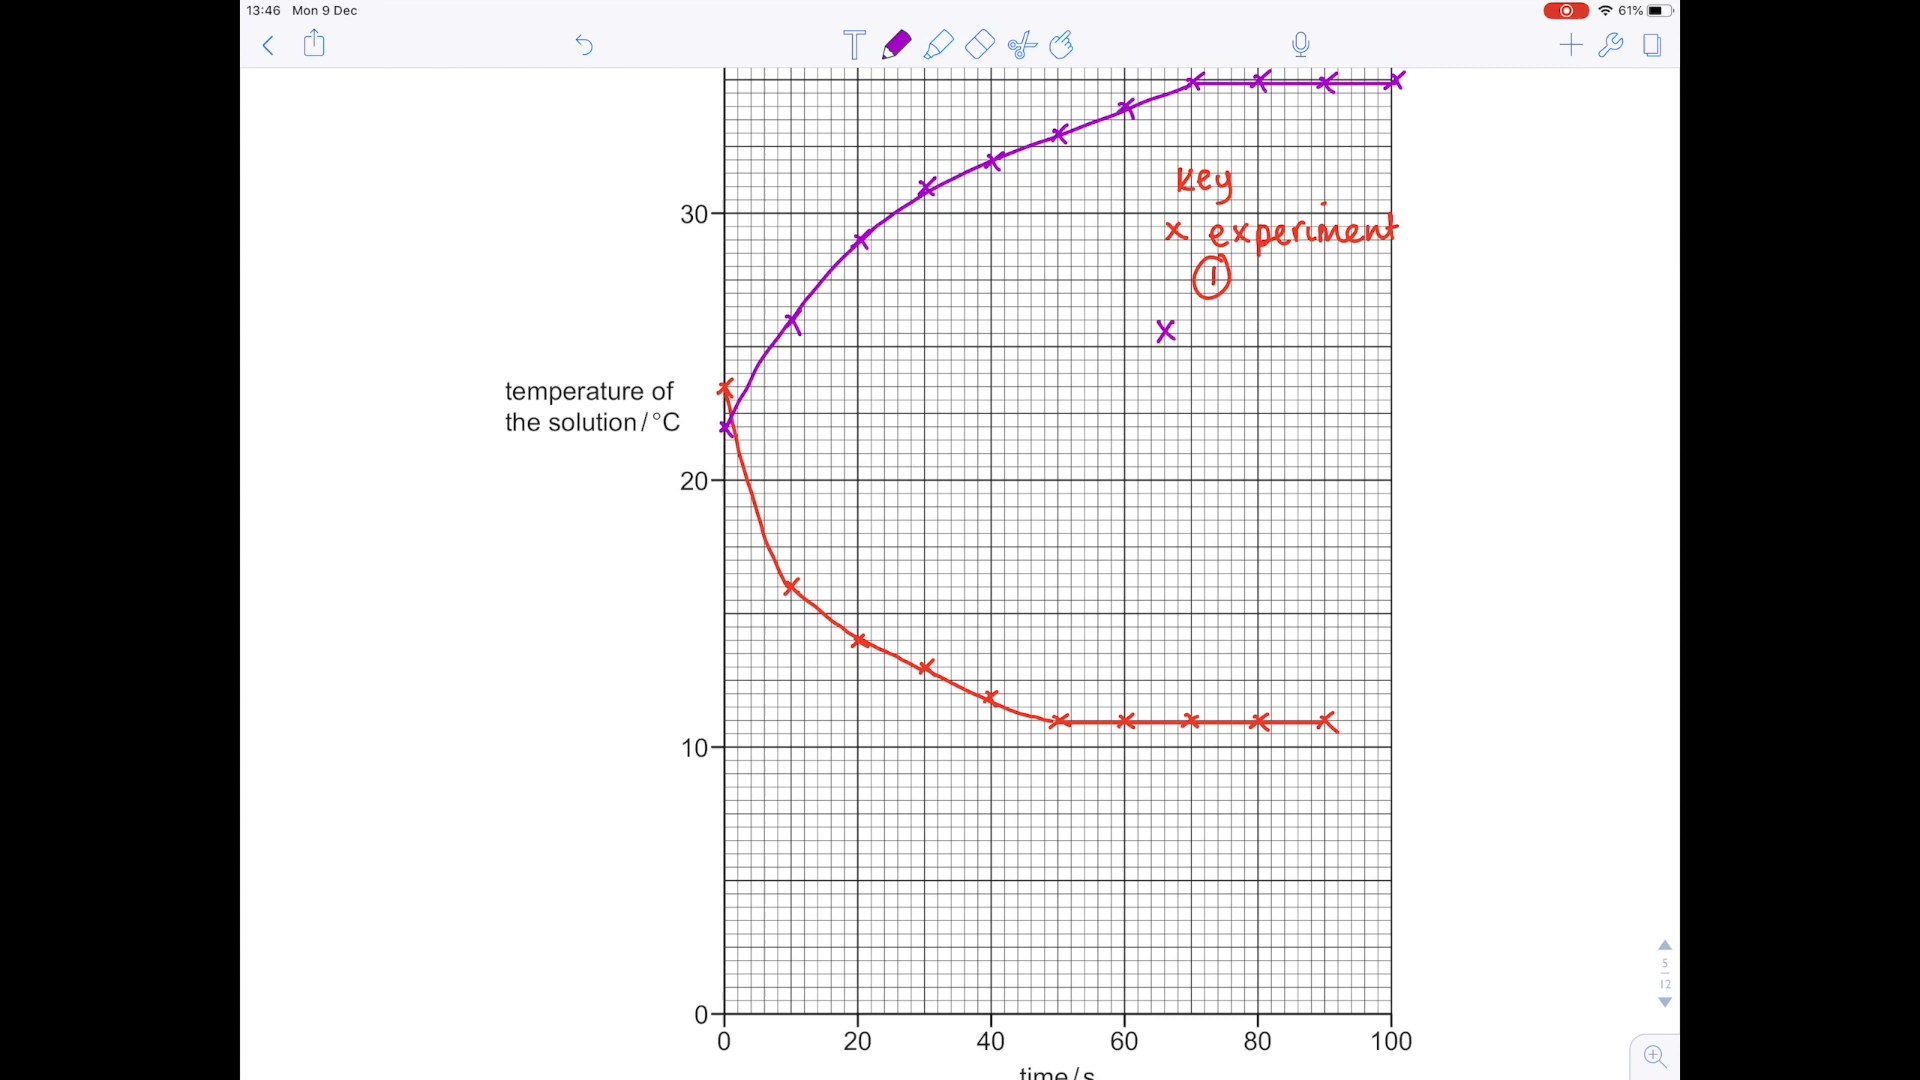 13:46 Mon 9 Dec
61%
T
key
x experiment
①
x
30
temperature of
the solution / °C
20
10
0
0 20 40 60 80 100
time / s
5
12